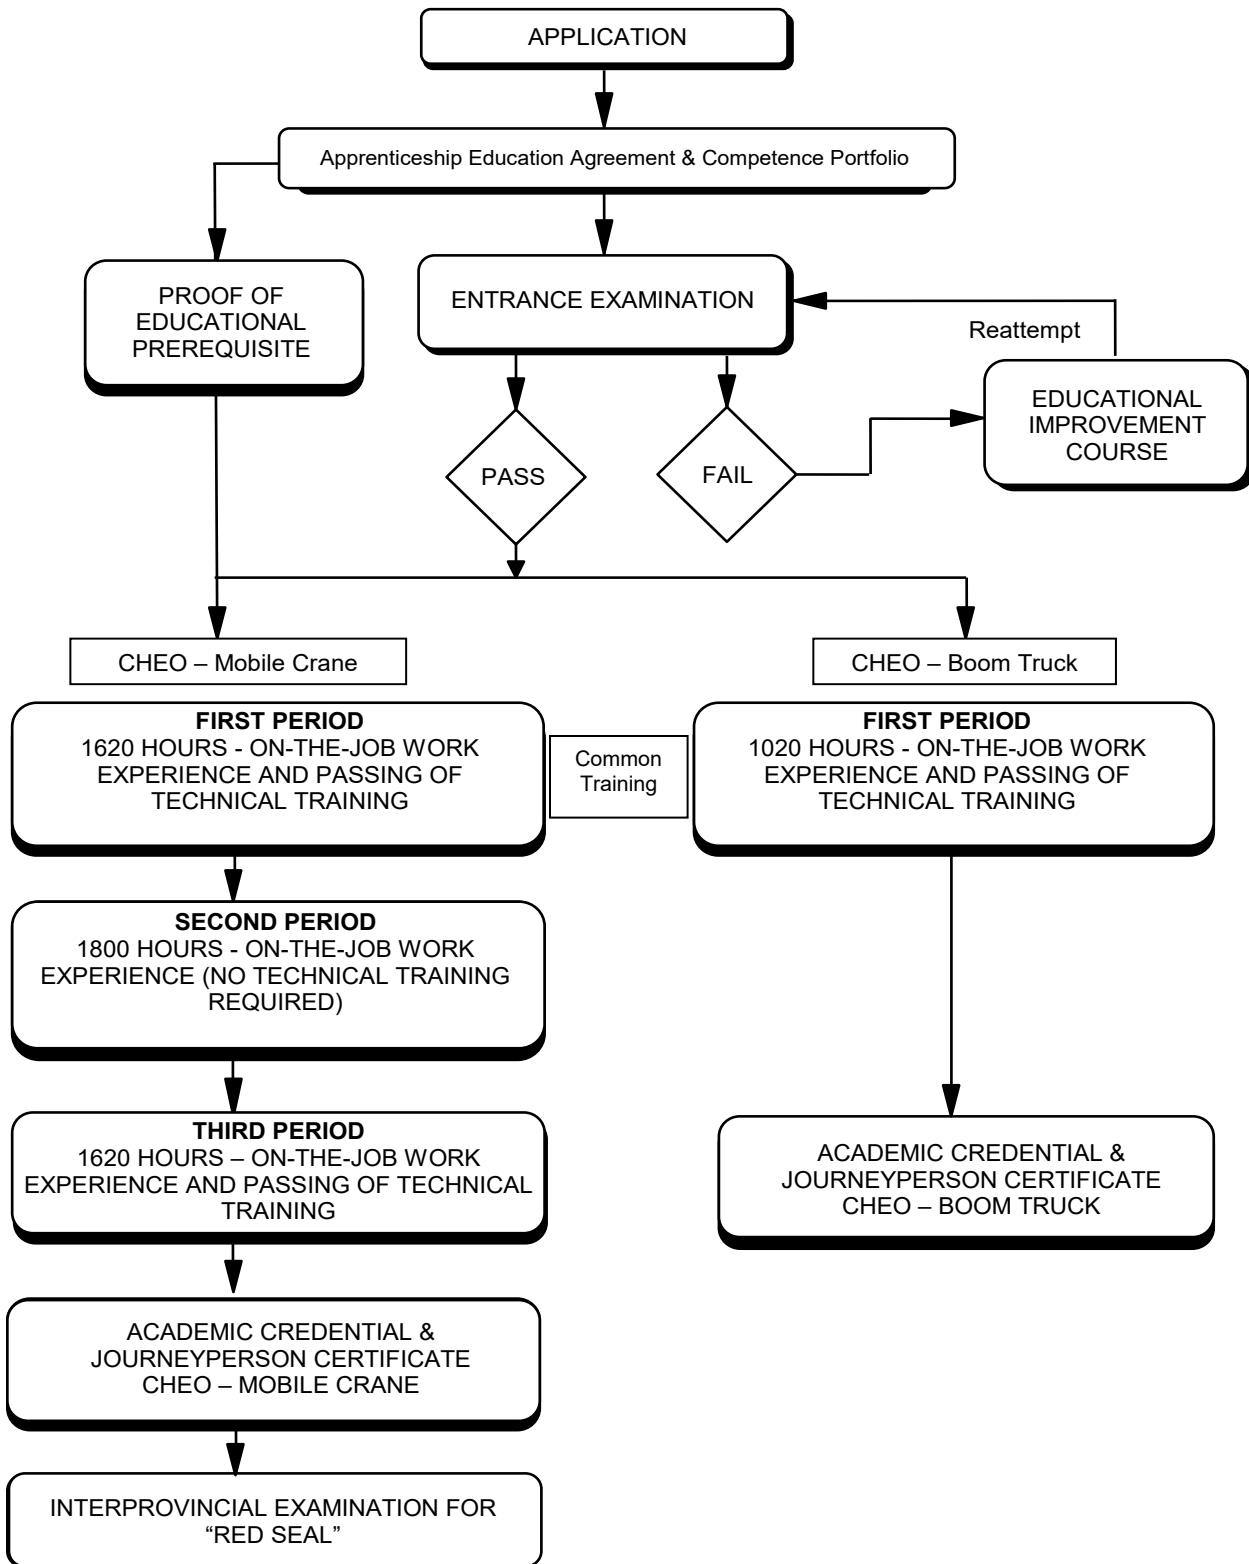 APPLICATION
Apprenticeship Education Agreement & Competence Portfolio
PROOF OF
EDUCATIONAL
PREREQUISITE
ENTRANCE EXAMINATION
Reattempt
EDUCATIONAL
IMPROVEMENT
COURSE
PASS
FAIL
CHEO – Mobile Crane
CHEO – Boom Truck
FIRST PERIOD
1620 HOURS - ON-THE-JOB WORK
EXPERIENCE AND PASSING OF
TECHNICAL TRAINING
Common
Training
FIRST PERIOD
1020 HOURS - ON-THE-JOB WORK
EXPERIENCE AND PASSING OF
TECHNICAL TRAINING
SECOND PERIOD
1800 HOURS - ON-THE-JOB WORK
EXPERIENCE (NO TECHNICAL TRAINING
REQUIRED)
THIRD PERIOD
1620 HOURS – ON-THE-JOB WORK
EXPERIENCE AND PASSING OF TECHNICAL
TRAINING
ACADEMIC CREDENTIAL &
JOURNEYPERSON CERTIFICATE
CHEO – BOOM TRUCK
ACADEMIC CREDENTIAL &
JOURNEYPERSON CERTIFICATE
CHEO – MOBILE CRANE
INTERPROVINCIAL EXAMINATION FOR
“RED SEAL”